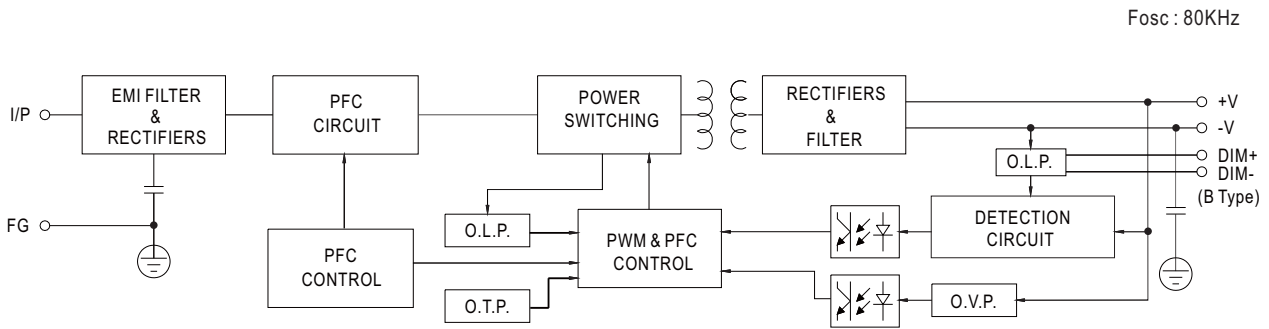 Fosc : 80KHz
I/P
EMI FILTER
&
RECTIFIERS
PFC
CIRCUIT
POWER
SWITCHING
RECTIFIERS
&
FILTER
+V
-V
O.L.P.
DIM+
DIM-
(B Type)
FG
O.L.P.
PFC
CONTROL
PWM & PFC
CONTROL
DETECTION
CIRCUIT
O.T.P.
O.V.P.